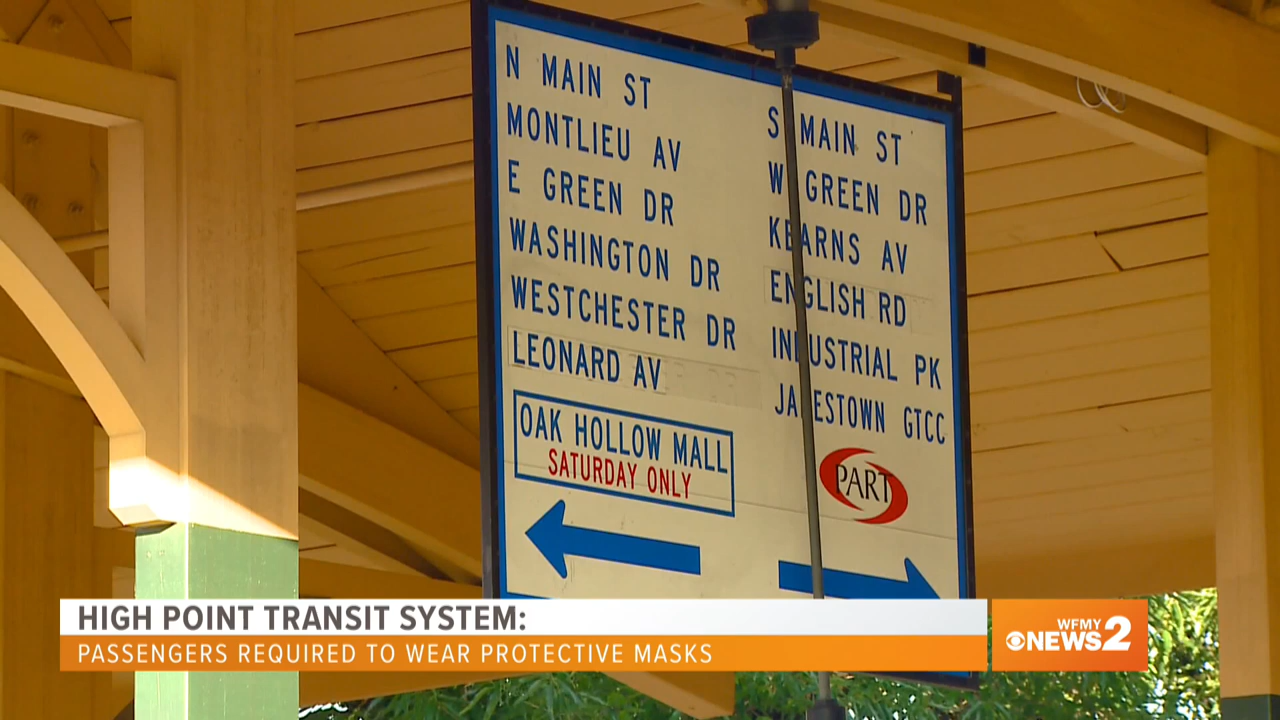 N MAIN ST
MONTLIEU AV
E GREEN DR
WASHINGTON DR
WESTCHESTER DR
LEONARD AV
OAK HOLLOW MALL
SATURDAY ONLY
S MAIN ST
W GREEN DR
KEARNS AV
ENGLISH RD
INDUSTRIAL PK
JAMESTOWN GTCC
PART
HIGH POINT TRANSIT SYSTEM:
PASSENGERS REQUIRED TO WEAR PROTECTIVE MASKS
WFMY
NEWS 2